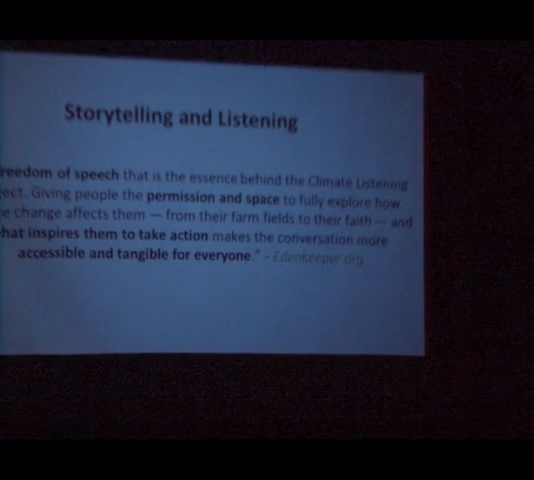 Storytelling and Listening
freedom of speech that is the essence behind the Climate Listening
ect. Giving people the permission and space to fully explore how
e change affects them — from their farm fields to their faith — and
hat inspires them to take action makes the conversation more
accessible and tangible for everyone." - Edenkeeper.org